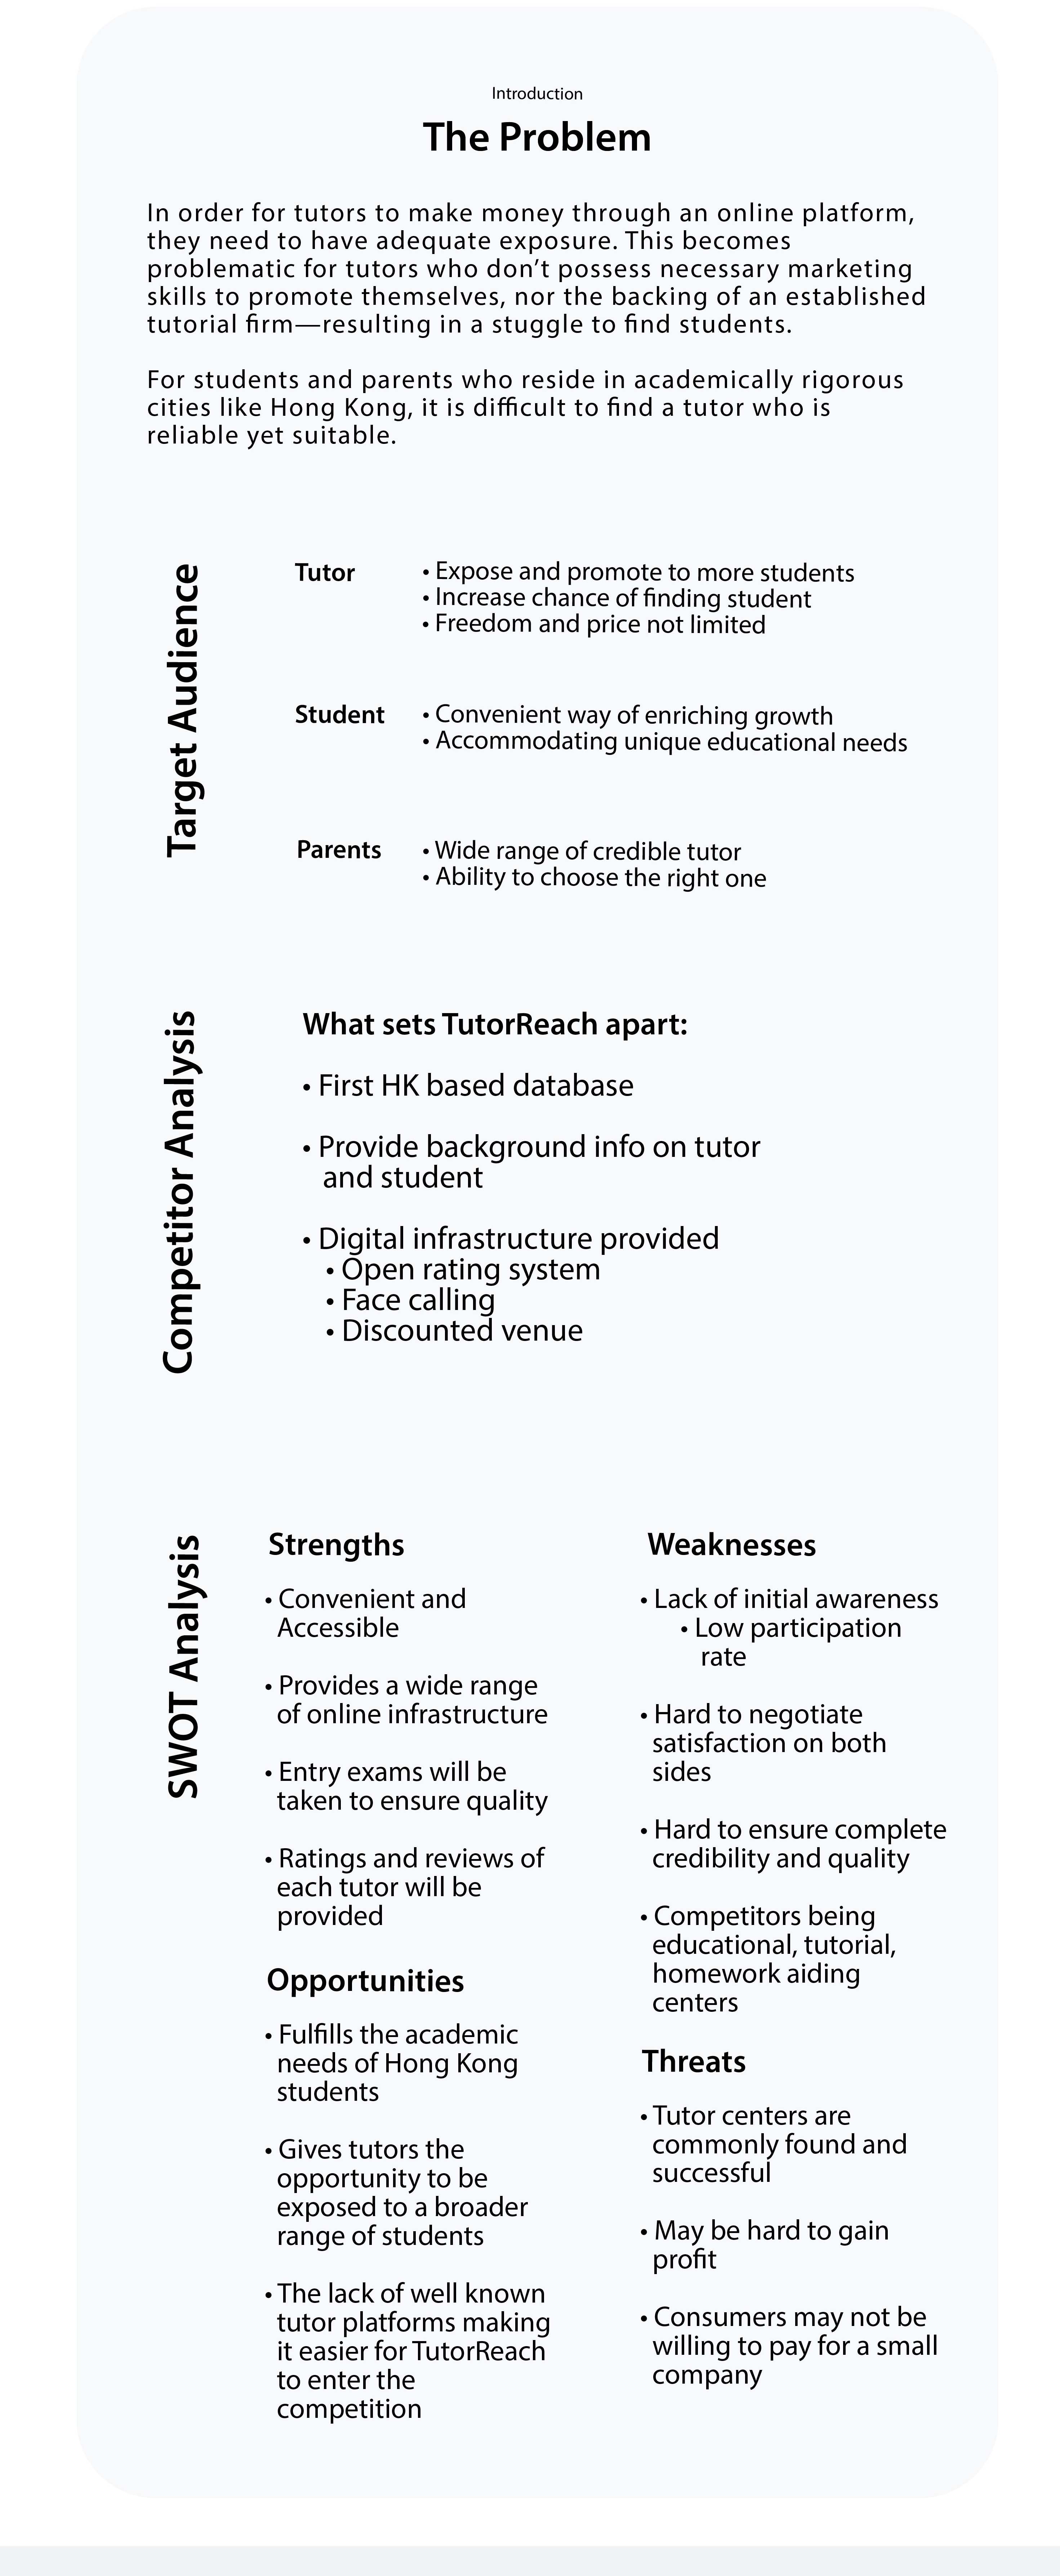 Introduction
The Problem
In order for tutors to make money through an online platform,
they need to have adequate exposure. This becomes
problematic for tutors who don’t possess necessary marketing
skills to promote themselves, nor the backing of an established
tutorial firm—resulting in a stuggle to find students.
For students and parents who reside in academically rigorous
cities like Hong Kong, it is difficult to find a tutor who is
reliable yet suitable.
Target Audience
Tutor
• Expose and promote to more students
• Increase chance of finding student
• Freedom and price not limited
Student
• Convenient way of enriching growth
• Accommodating unique educational needs
Parents
• Wide range of credible tutor
• Ability to choose the right one
Competitor Analysis
What sets TutorReach apart:
• First HK based database
• Provide background info on tutor
and student
• Digital infrastructure provided
• Open rating system
• Face calling
• Discounted venue
SWOT Analysis
Strengths
• Convenient and
Accessible
• Provides a wide range
of online infrastructure
• Entry exams will be
taken to ensure quality
• Ratings and reviews of
each tutor will be
provided
Weaknesses
• Lack of initial awareness
• Low participation
rate
• Hard to negotiate
satisfaction on both
sides
• Hard to ensure complete
credibility and quality
• Competitors being
educational, tutorial,
homework aiding
centers
Opportunities
• Fulfills the academic
needs of Hong Kong
students
• Gives tutors the
opportunity to be
exposed to a broader
range of students
• The lack of well known
tutor platforms making
it easier for TutorReach
to enter the
competition
Threats
• Tutor centers are
commonly found and
successful
• May be hard to gain
profit
• Consumers may not be
willing to pay for a small
company